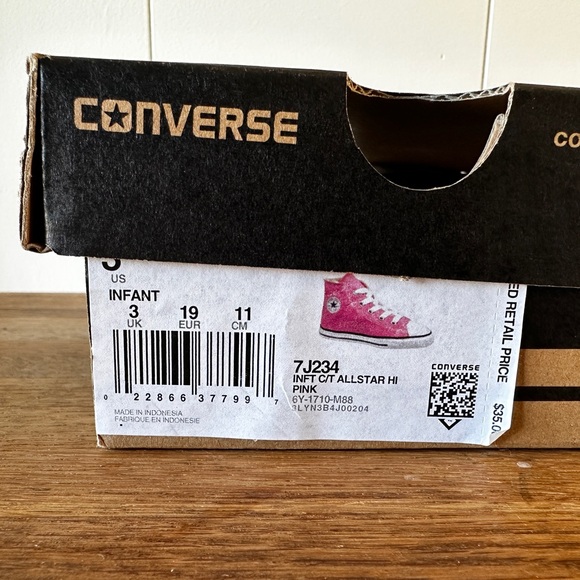 CONVERSE
CO
3
US
INFANT
3 19 11
UK EUR CM
0 22866 37799 7
MADE IN INDONESIA
FABRIQUE EN INDONESIE
7J234
INFT C/T ALLSTAR HI
PINK
6Y-1710-M88
3LYN3B4J00204
CONVERSE
ED RETAIL PRICE
$35.0